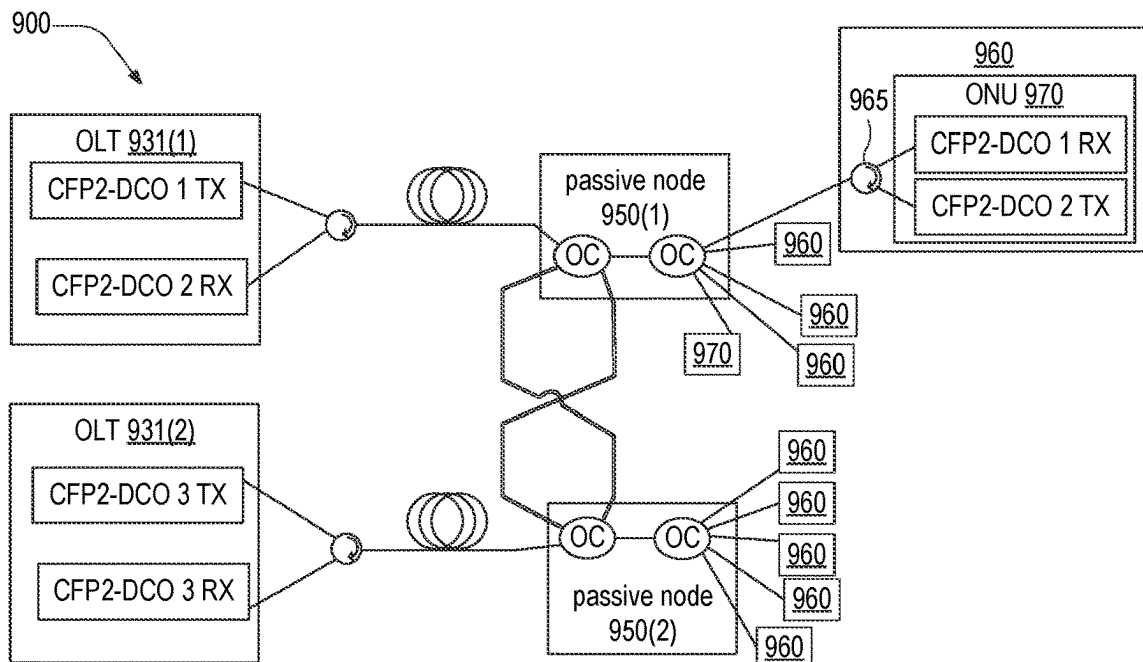 900
OLT 931(1)
CFP2-DCO 1 TX
CFP2-DCO 2 RX
passive node
950(1)
OC
OC
960
965
ONU 970
CFP2-DCO 1 RX
CFP2-DCO 2 TX
960
960
960
970
OLT 931(2)
CFP2-DCO 3 TX
CFP2-DCO 3 RX
OC
OC
passive node
950(2)
960
960
960
960
960